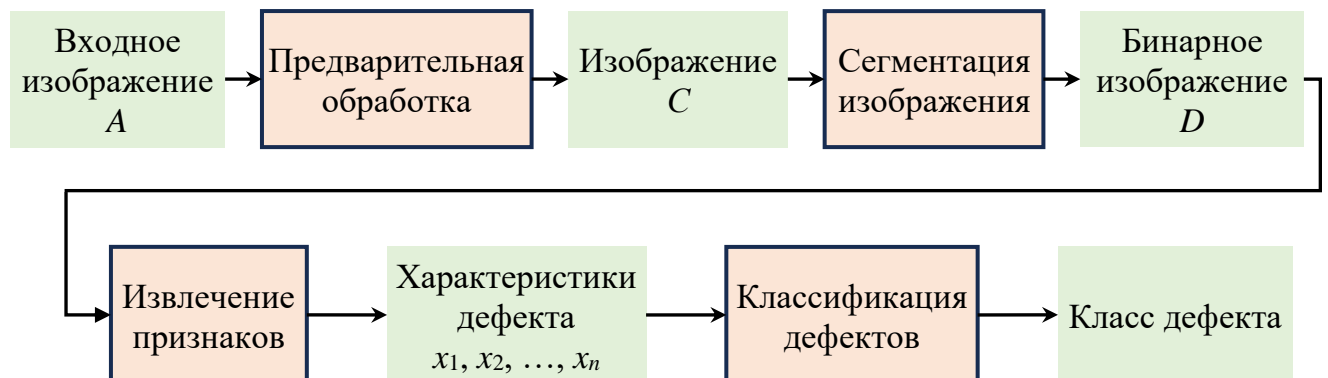 Входное
изображение
A
Предварительная
обработка
Изображение
C
Сегментация
изображения
Бинарное
изображение
D
Извлечение
признаков
Характеристики
дефекта
x1, x2, …, xn
Классификация
дефектов
Класс дефекта